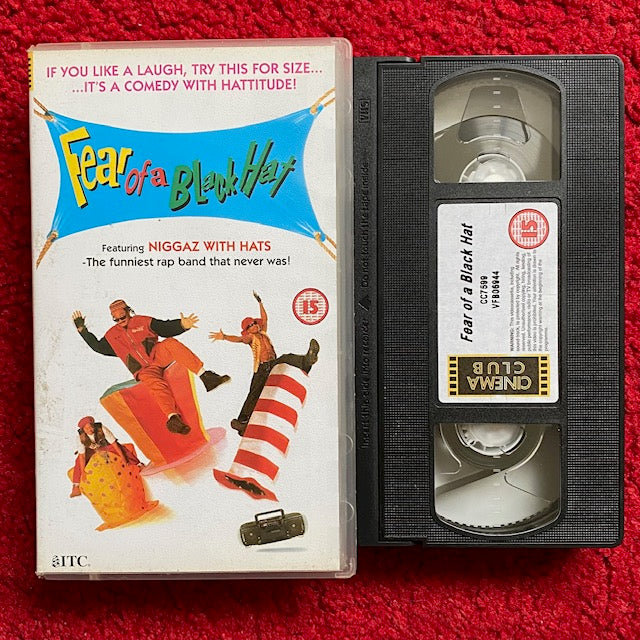 IF YOU LIKE A LAUGH, TRY THIS FOR SIZE...
...IT'S A COMEDY WITH HATTITUDE!
Fear of a Black Hat
Featuring NIGGAZ WITH HATS
-The funniest rap band that never was!
15
ITC
VHS
Fear of a Black Hat
CC7599
VFB06944
15
CINEMA
CLUB